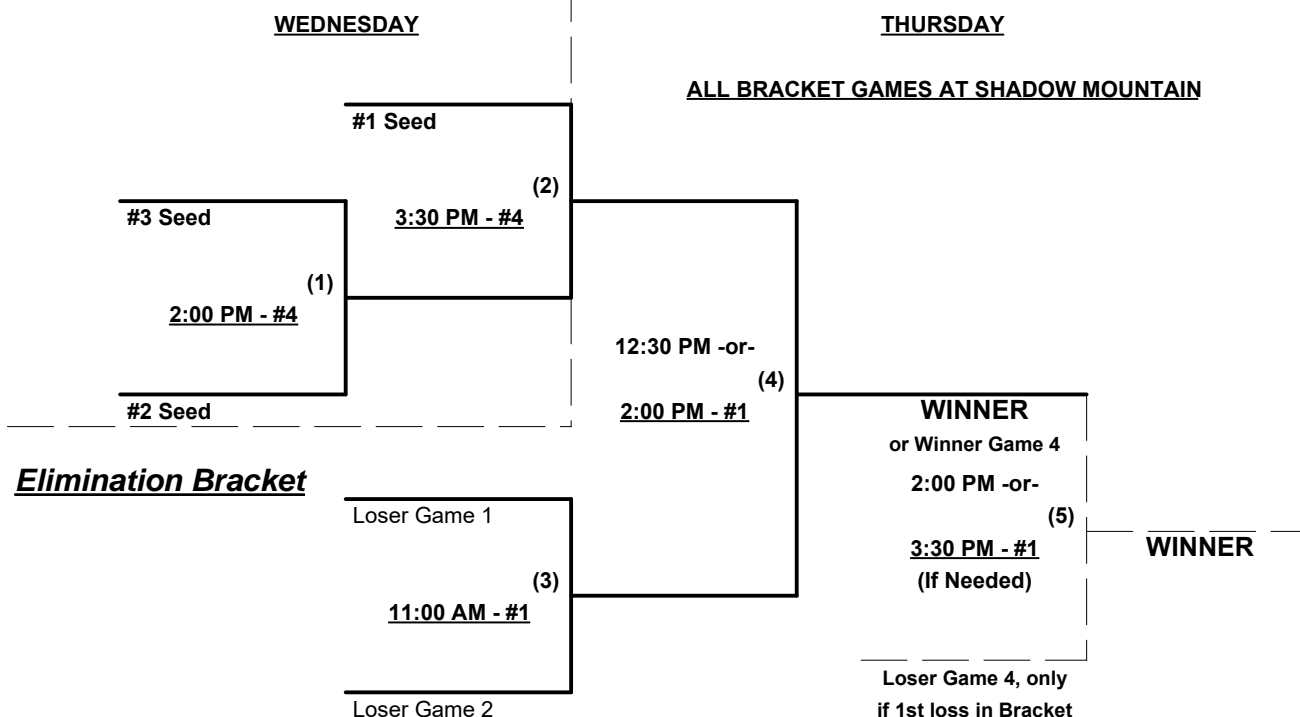 WEDNESDAY
THURSDAY
ALL BRACKET GAMES AT SHADOW MOUNTAIN
#1 Seed
(2)
3:30 PM - #4
#3 Seed
(1)
2:00 PM - #4
#2 Seed
12:30 PM -or-
(4)
2:00 PM - #1
WINNER
or Winner Game 4
2:00 PM -or-
(5)
3:30 PM - #1
(If Needed)
WINNER
Elimination Bracket
Loser Game 1
(3)
11:00 AM - #1
Loser Game 2
Loser Game 4, only
if 1st loss in Bracket